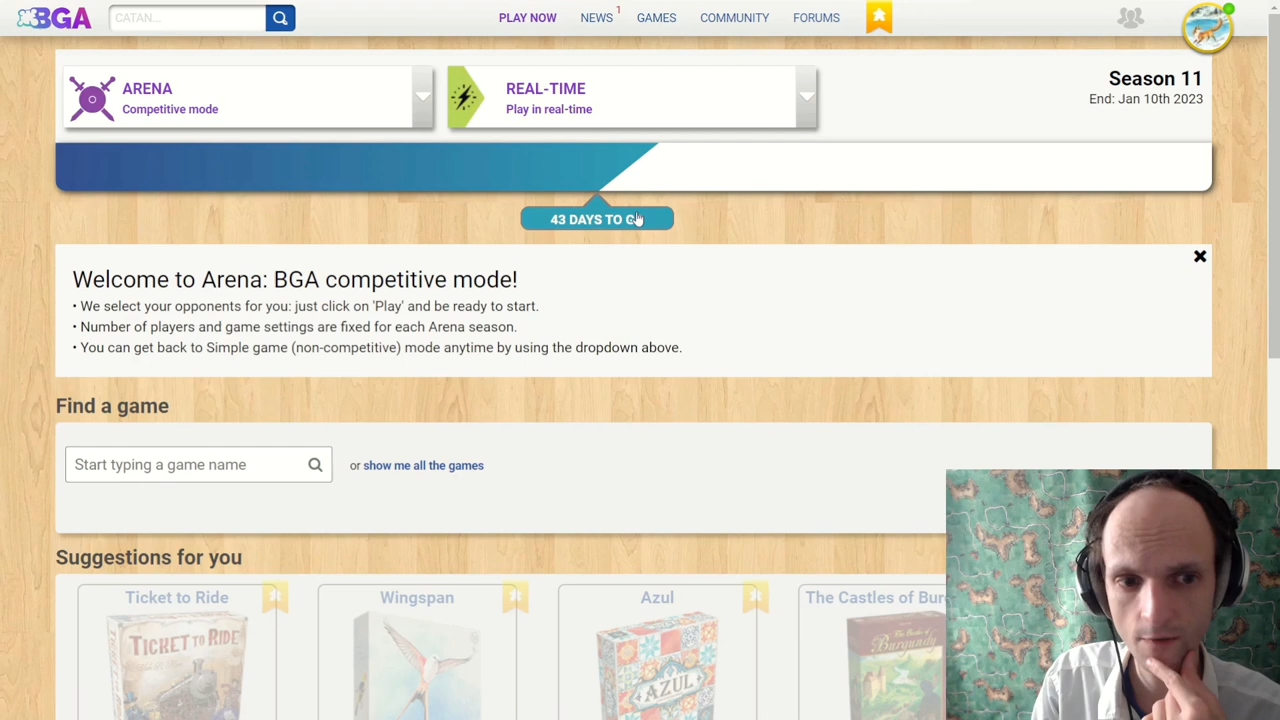 BGA
CATAN...
PLAY NOW
NEWS 1
GAMES
COMMUNITY
FORUMS
ARENA
Competitive mode
REAL-TIME
Play in real-time
Season 11
End: Jan 10th 2023
43 DAYS TO
Welcome to Arena: BGA competitive mode!
• We select your opponents for you: just click on 'Play' and be ready to start.
• Number of players and game settings are fixed for each Arena season.
• You can get back to Simple game (non-competitive) mode anytime by using the dropdown above.
Find a game
Start typing a game name
or show me all the games
Suggestions for you
Ticket to Ride
Wingspan
Azul
The Castles of
TICKET TO RIDE
AZUL
BURGUNDY